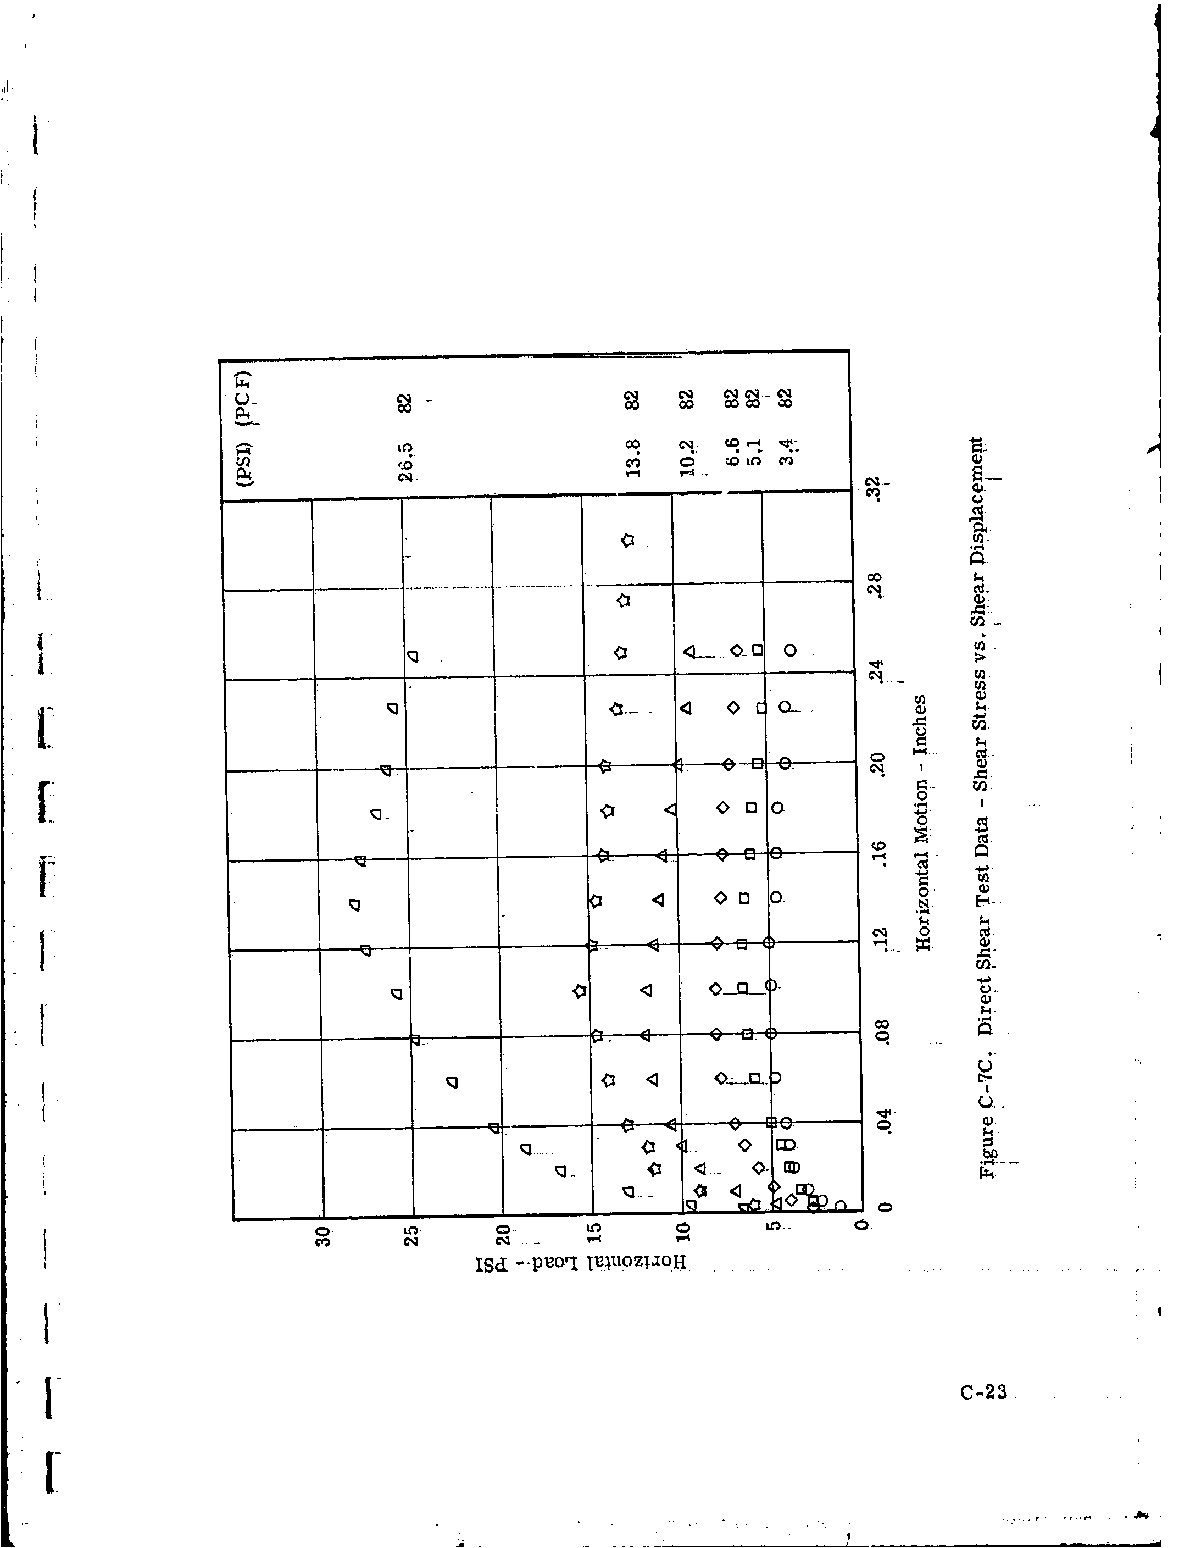 (PSI) (PCF)
26.5 82
13.8 82
10.2 82
6.6 82
5.1 82
3.4 82
30
25
20
15
10
5
0
Horizontal Load - PSI
0 .04 .08 .12 .16 .20 .24 .28 .32
Horizontal Motion - Inches
Figure C-7C. Direct Shear Test Data - Shear Stress vs. Shear Displacement
C-23